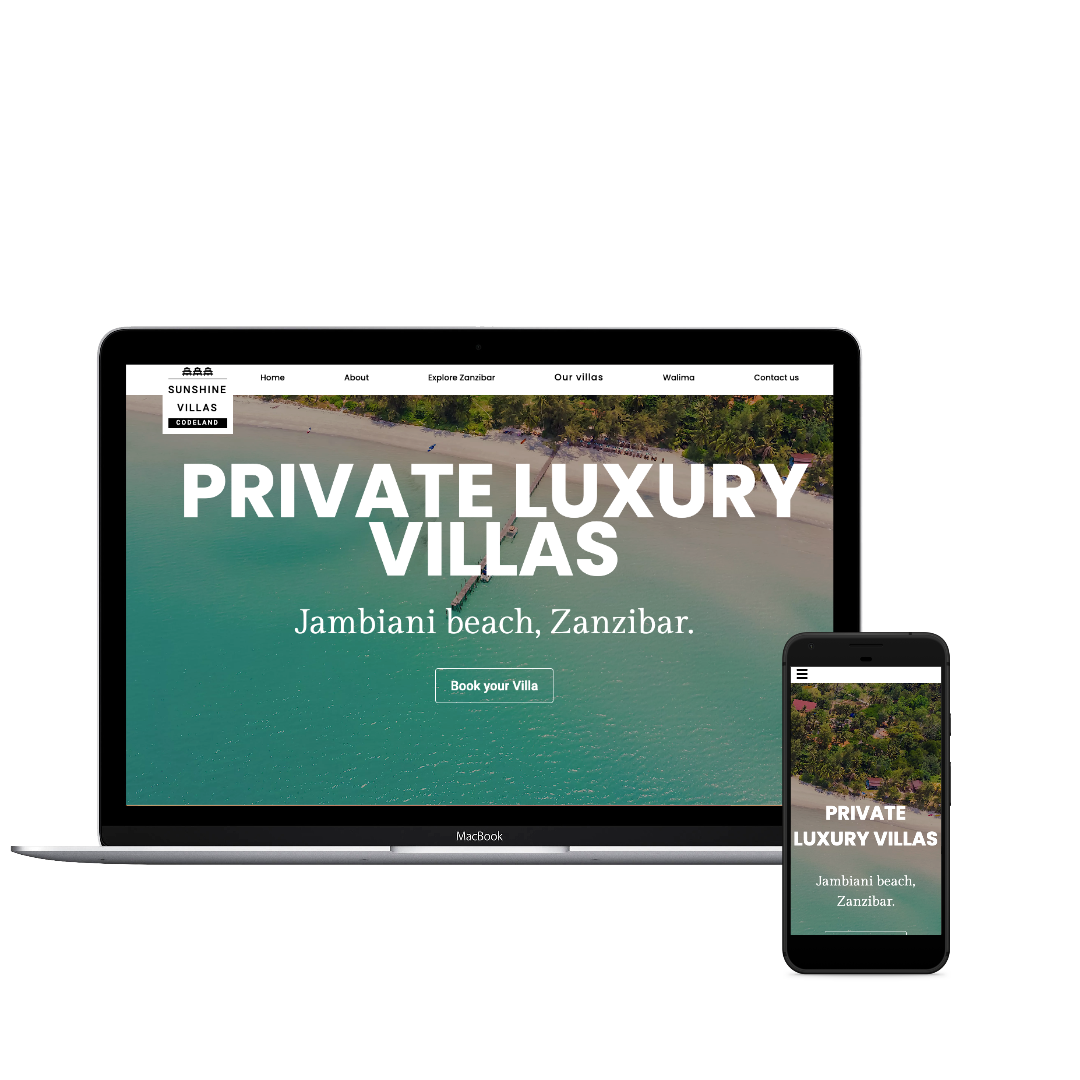 SUNSHINE
VILLAS
CODELAND
Home About Explore Zanzibar Our villas Walima Contact us
PRIVATE LUXURY
VILLAS
Jambiani beach, Zanzibar.
Book your Villa
MacBook
PRIVATE
LUXURY VILLAS
Jambiani beach,
Zanzibar.